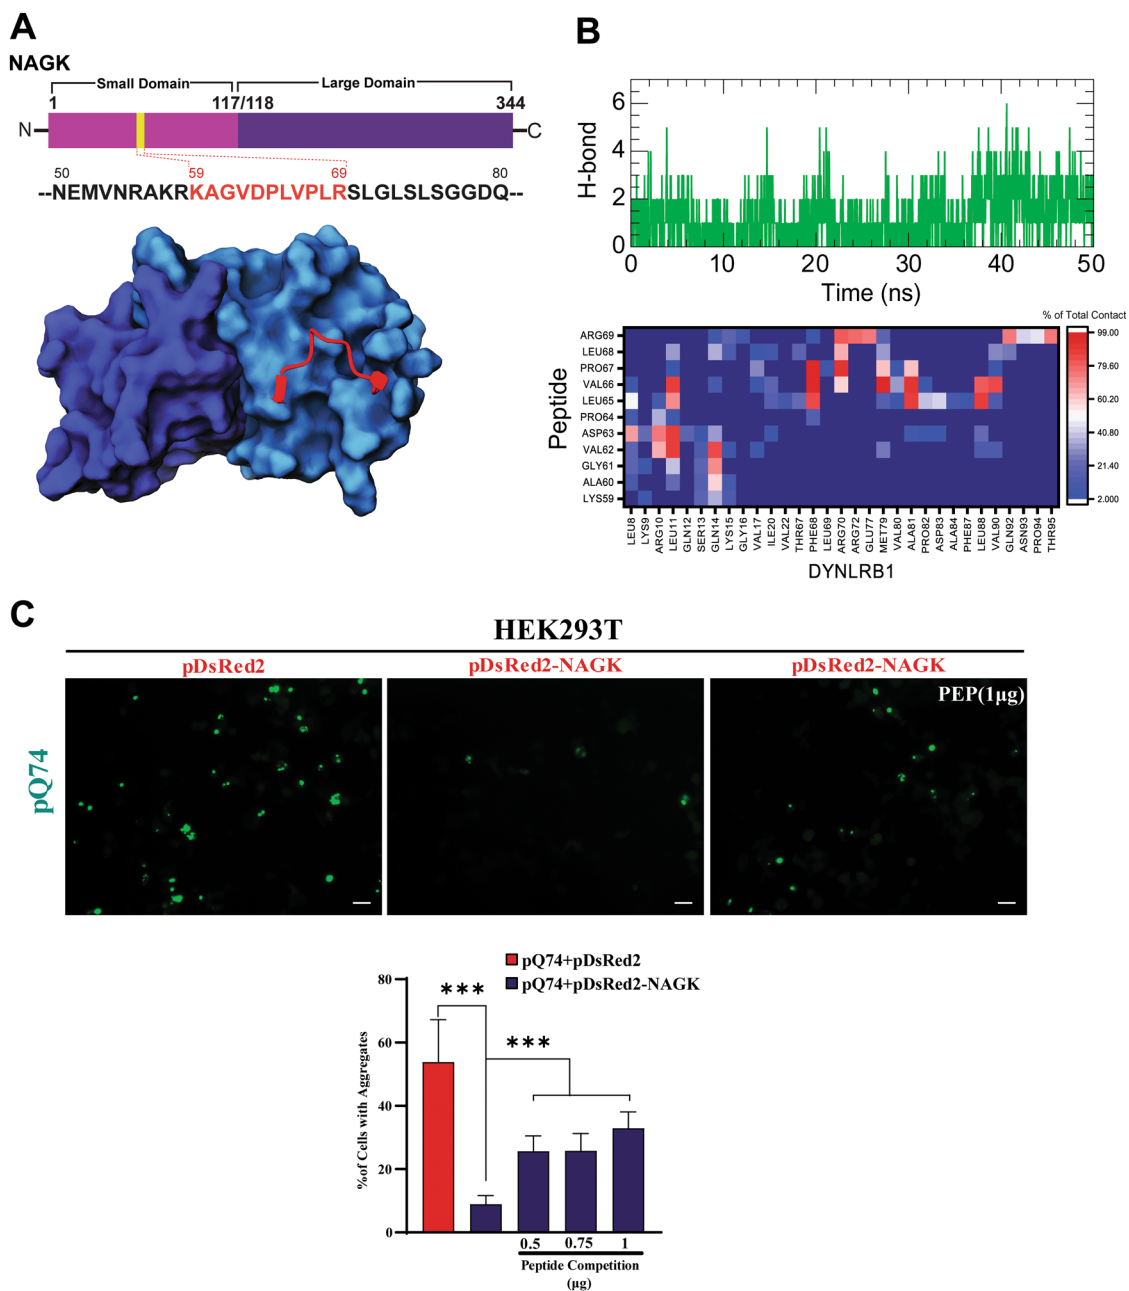 A
NAGK
Small Domain Large Domain
1 117/118 344
N C
50 59 69 80
--NEMVNRAKRKAGVDPLVPLRSLGLSLSGGDQ--
B
H-bond
6
4
2
0
0 10 20 30 40 50
Time (ns)
% of Total Contact
Peptide
ARG69
LEU68
PRO67
VAL66
LEU65
PRO64
ASP63
VAL62
GLY61
ALA60
LYS59
99.00
79.60
60.20
40.80
21.40
2.000
LEU8 LYS9 ARG10 LEU11 GLN12 SER13 GLN14 LYS15 GLY16 VAL17 ILE20 VAL22 THR67 PHE68 LEU69 ARG70 ARG72 GLU77 MET79 VAL80 ALA81 PRO82 ASP83 ALA84 PHE87 LEU88 VAL90 GLN92 ASN93 PRO94 THR95
DYNLRB1
C
HEK293T
pDsRed2 pDsRed2-NAGK pDsRed2-NAGK
PEP(1µg)
pQ74
pQ74+pDsRed2
pQ74+pDsRed2-NAGK
%of Cells with Aggregates
80
60
40
20
0
***
***
0.5 0.75 1
Peptide Competition
(µg)